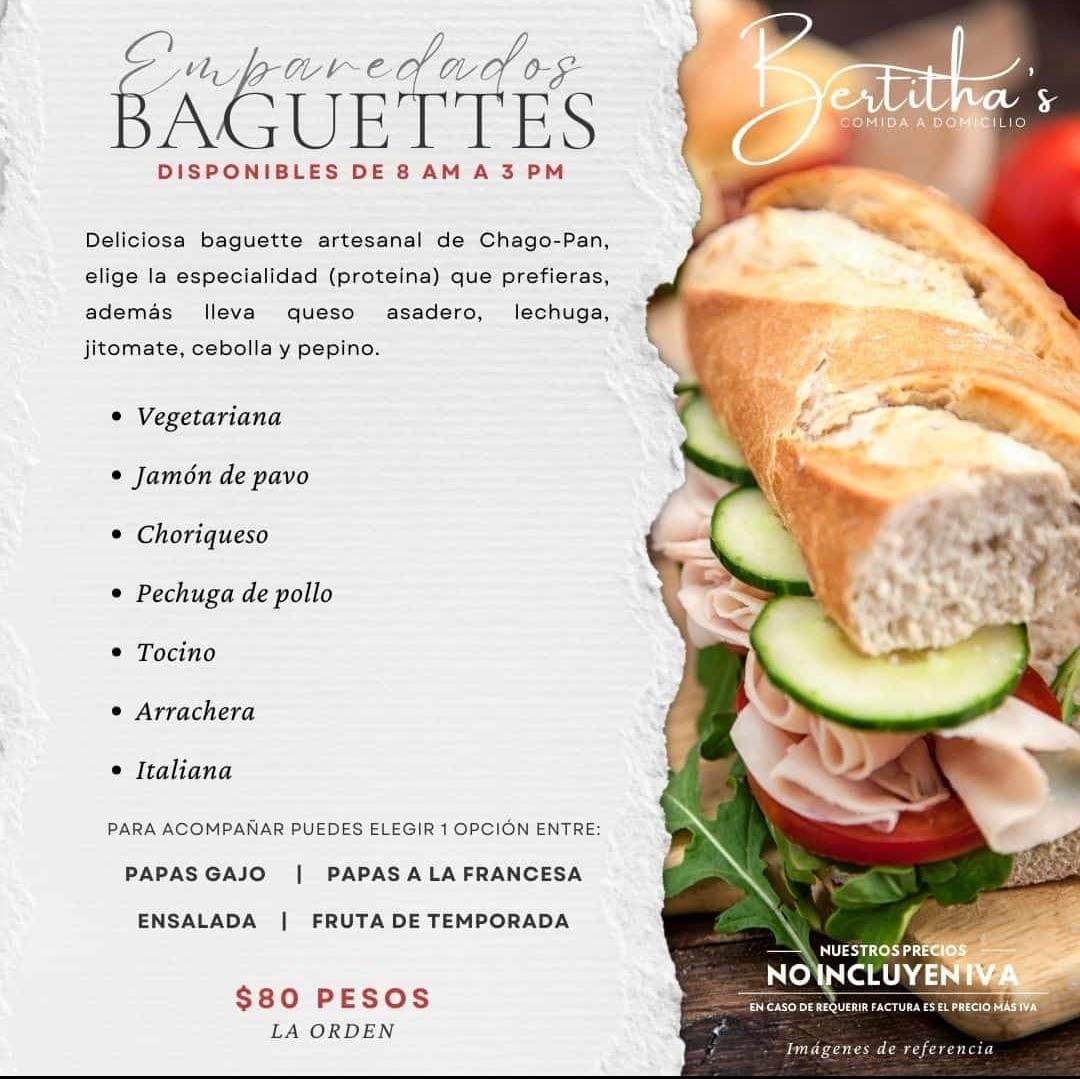 Emparedados
BAGUETTES
DISPONIBLES DE 8 AM A 3 PM
Bertitha's
COMIDA A DOMICILIO
Deliciosa baguette artesanal de Chago-Pan,
elige la especialidad (proteína) que prefieras,
además lleva queso asadero, lechuga,
jitomate, cebolla y pepino.
• Vegetariana
• Jamón de pavo
• Choriqueso
• Pechuga de pollo
• Tocino
• Arrachera
• Italiana
PARA ACOMPAÑAR PUEDES ELEGIR 1 OPCIÓN ENTRE:
PAPAS GAJO | PAPAS A LA FRANCESA
ENSALADA | FRUTA DE TEMPORADA
$80 PESOS
LA ORDEN
NUESTROS PRECIOS
NO INCLUYEN IVA
EN CASO DE REQUERIR FACTURA ES EL PRECIO MÁS IVA
Imágenes de referencia